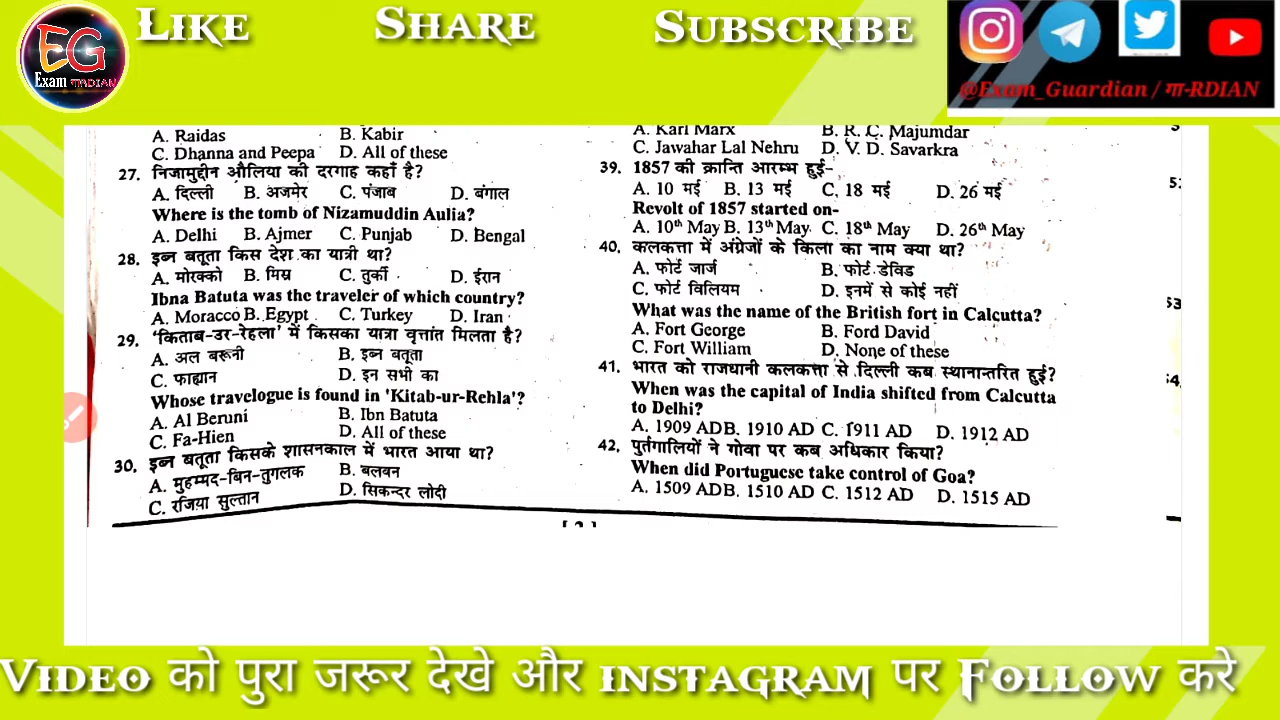 LIKE
SHARE
SUBSCRIBE
EG
Exam गाRDIAN
@Exam_Guardian / गा-RDIAN
A. Raidas B. Kabir
C. Dhanna and Peepa D. All of these
27. निजामुद्दीन औलिया की दरगाह कहाँ है?
A. दिल्ली B. अजमेर C. पंजाब D. बंगाल
Where is the tomb of Nizamuddin Aulia?
A. Delhi B. Ajmer C. Punjab D. Bengal
28. इब्न बतूता किस देश का यात्री था?
A. मोरक्को B. मिस्र C. तुर्की D. ईरान
Ibna Batuta was the traveler of which country?
A. Moracco B. Egypt C. Turkey D. Iran
29. 'किताब-उर-रेहला' में किसका यात्रा वृत्तांत मिलता है?
A. अल बरूनी B. इब्न बतूता
C. फाह्यान D. इन सभी का
Whose travelogue is found in 'Kitab-ur-Rehla'?
A. Al Beruni B. Ibn Batuta
C. Fa-Hien D. All of these
30. इब्न बतूता किसके शासनकाल में भारत आया था?
A. मुहम्मद-बिन-तुगलक B. बलवन
C. रजिया सुल्तान D. सिकन्दर लोदी
A. Karl Marx B. R. C. Majumdar
C. Jawahar Lal Nehru D. V. D. Savarkra
39. 1857 की क्रान्ति आरम्भ हुई-
A. 10 मई B. 13 मई C. 18 मई D. 26 मई
Revolt of 1857 started on-
A. 10th May B. 13th May. C. 18th May D. 26th May
40. कलकत्ता में अंग्रेजों के किला का नाम क्या था?
A. फोर्ट जार्ज B. फोर्ट डेविड
C. फोर्ट विलियम D. इनमें से कोई नहीं
What was the name of the British fort in Calcutta?
A. Fort George B. Ford David
C. Fort William D. None of these
41. भारत को राजधानी कलकत्ता से दिल्ली कब स्थानान्तरित हुई?
When was the capital of India shifted from Calcutta
to Delhi?
A. 1909 AD B. 1910 AD C. 1911 AD D. 1912 AD
42. पुर्तगालियों ने गोवा पर कब अधिकार किया?
When did Portuguese take control of Goa?
A. 1509 AD B. 1510 AD C. 1512 AD D. 1515 AD
53
VIDEO को पुरा जरूर देखे और INSTAGRAM पर FOLLOW करे